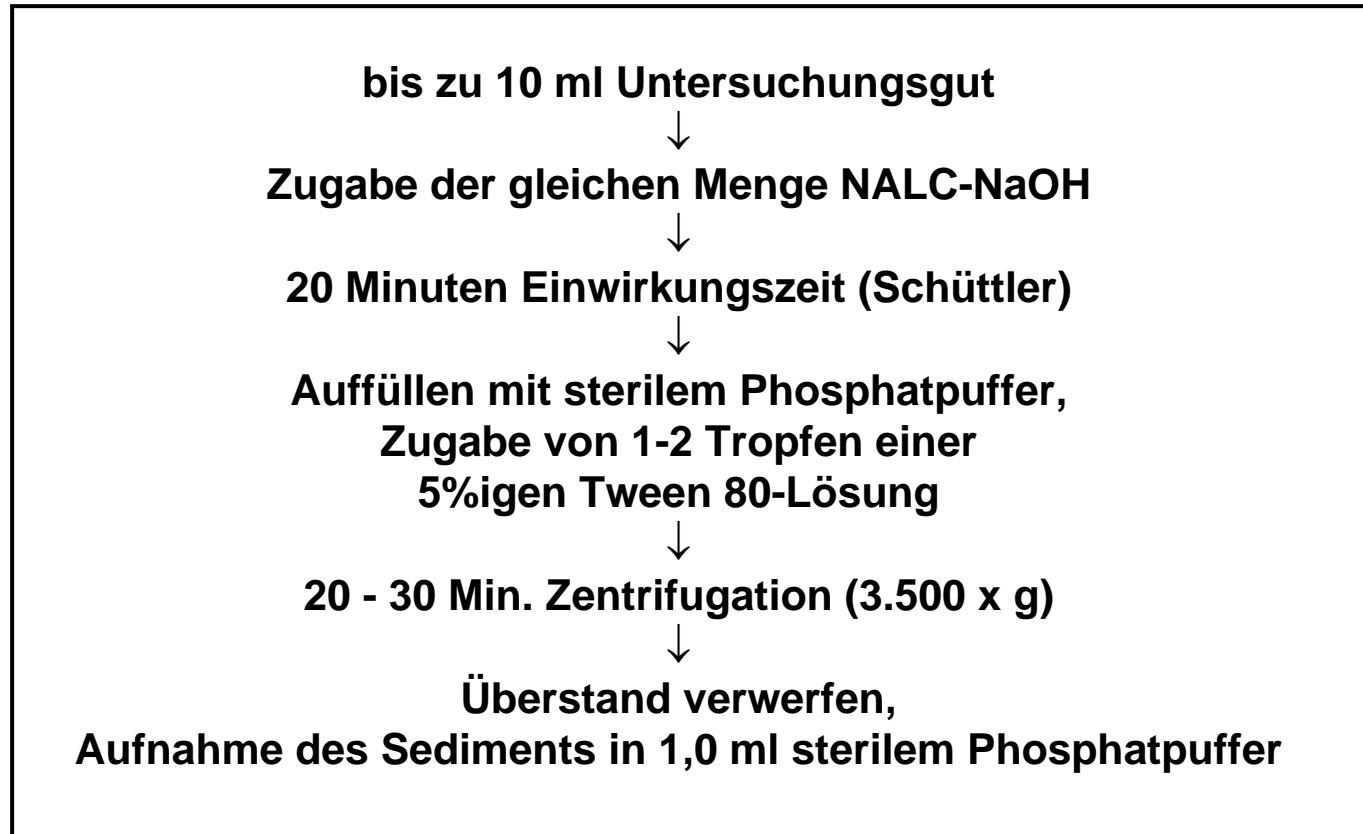 bis zu 10 ml Untersuchungsgut
↓
Zugabe der gleichen Menge NALC-NaOH
↓
20 Minuten Einwirkungszeit (Schüttler)
↓
Auffüllen mit sterilem Phosphatpuffer,
Zugabe von 1-2 Tropfen einer
5%igen Tween 80-Lösung
↓
20 - 30 Min. Zentrifugation (3.500 x g)
↓
Überstand verwerfen,
Aufnahme des Sediments in 1,0 ml sterilem Phosphatpuffer